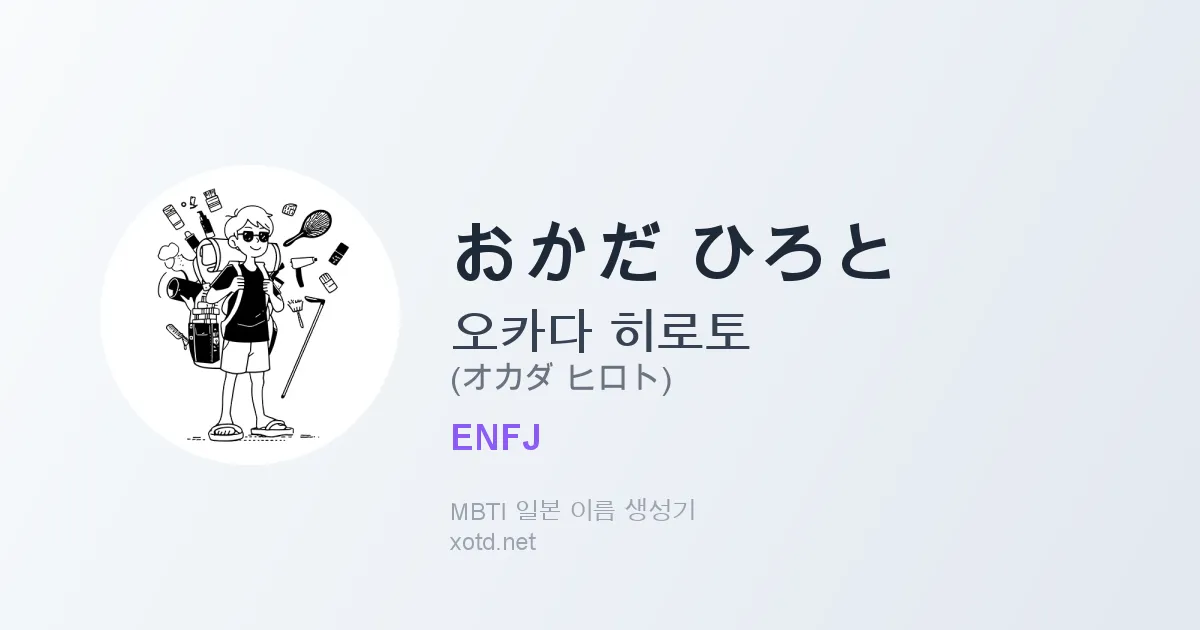 おかだ ひろと
오카다 히로토
(オカダ ヒロト)
ENFJ
MBTI 일본 이름 생성기
xotd.net